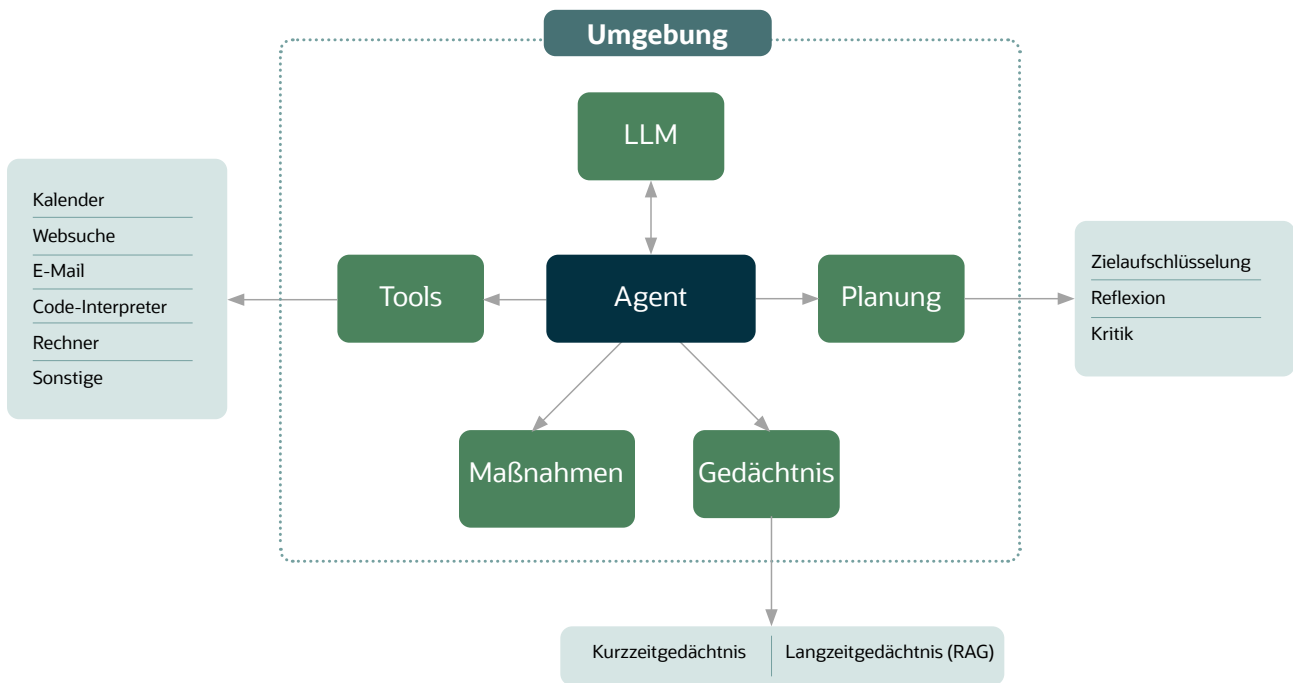 Umgebung
LLM
Kalender
Websuche
E-Mail
Code-Interpreter
Rechner
Sonstige
Tools
Agent
Planung
Zielaufschlüsselung
Reflexion
Kritik
Maßnahmen
Gedächtnis
Kurzzeitgedächtnis
Langzeitgedächtnis (RAG)